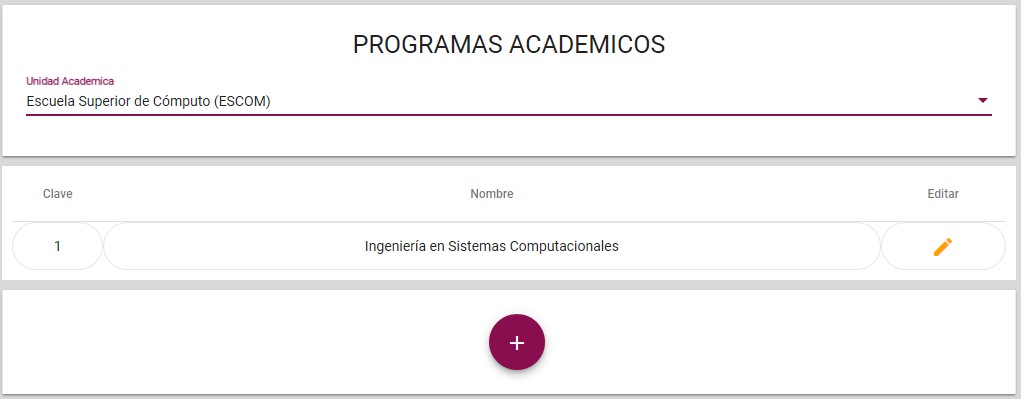 PROGRAMAS ACADEMICOS
Unidad Academica
Escuela Superior de Cómputo (ESCOM)
Clave Nombre Editar
1 Ingeniería en Sistemas Computacionales
+